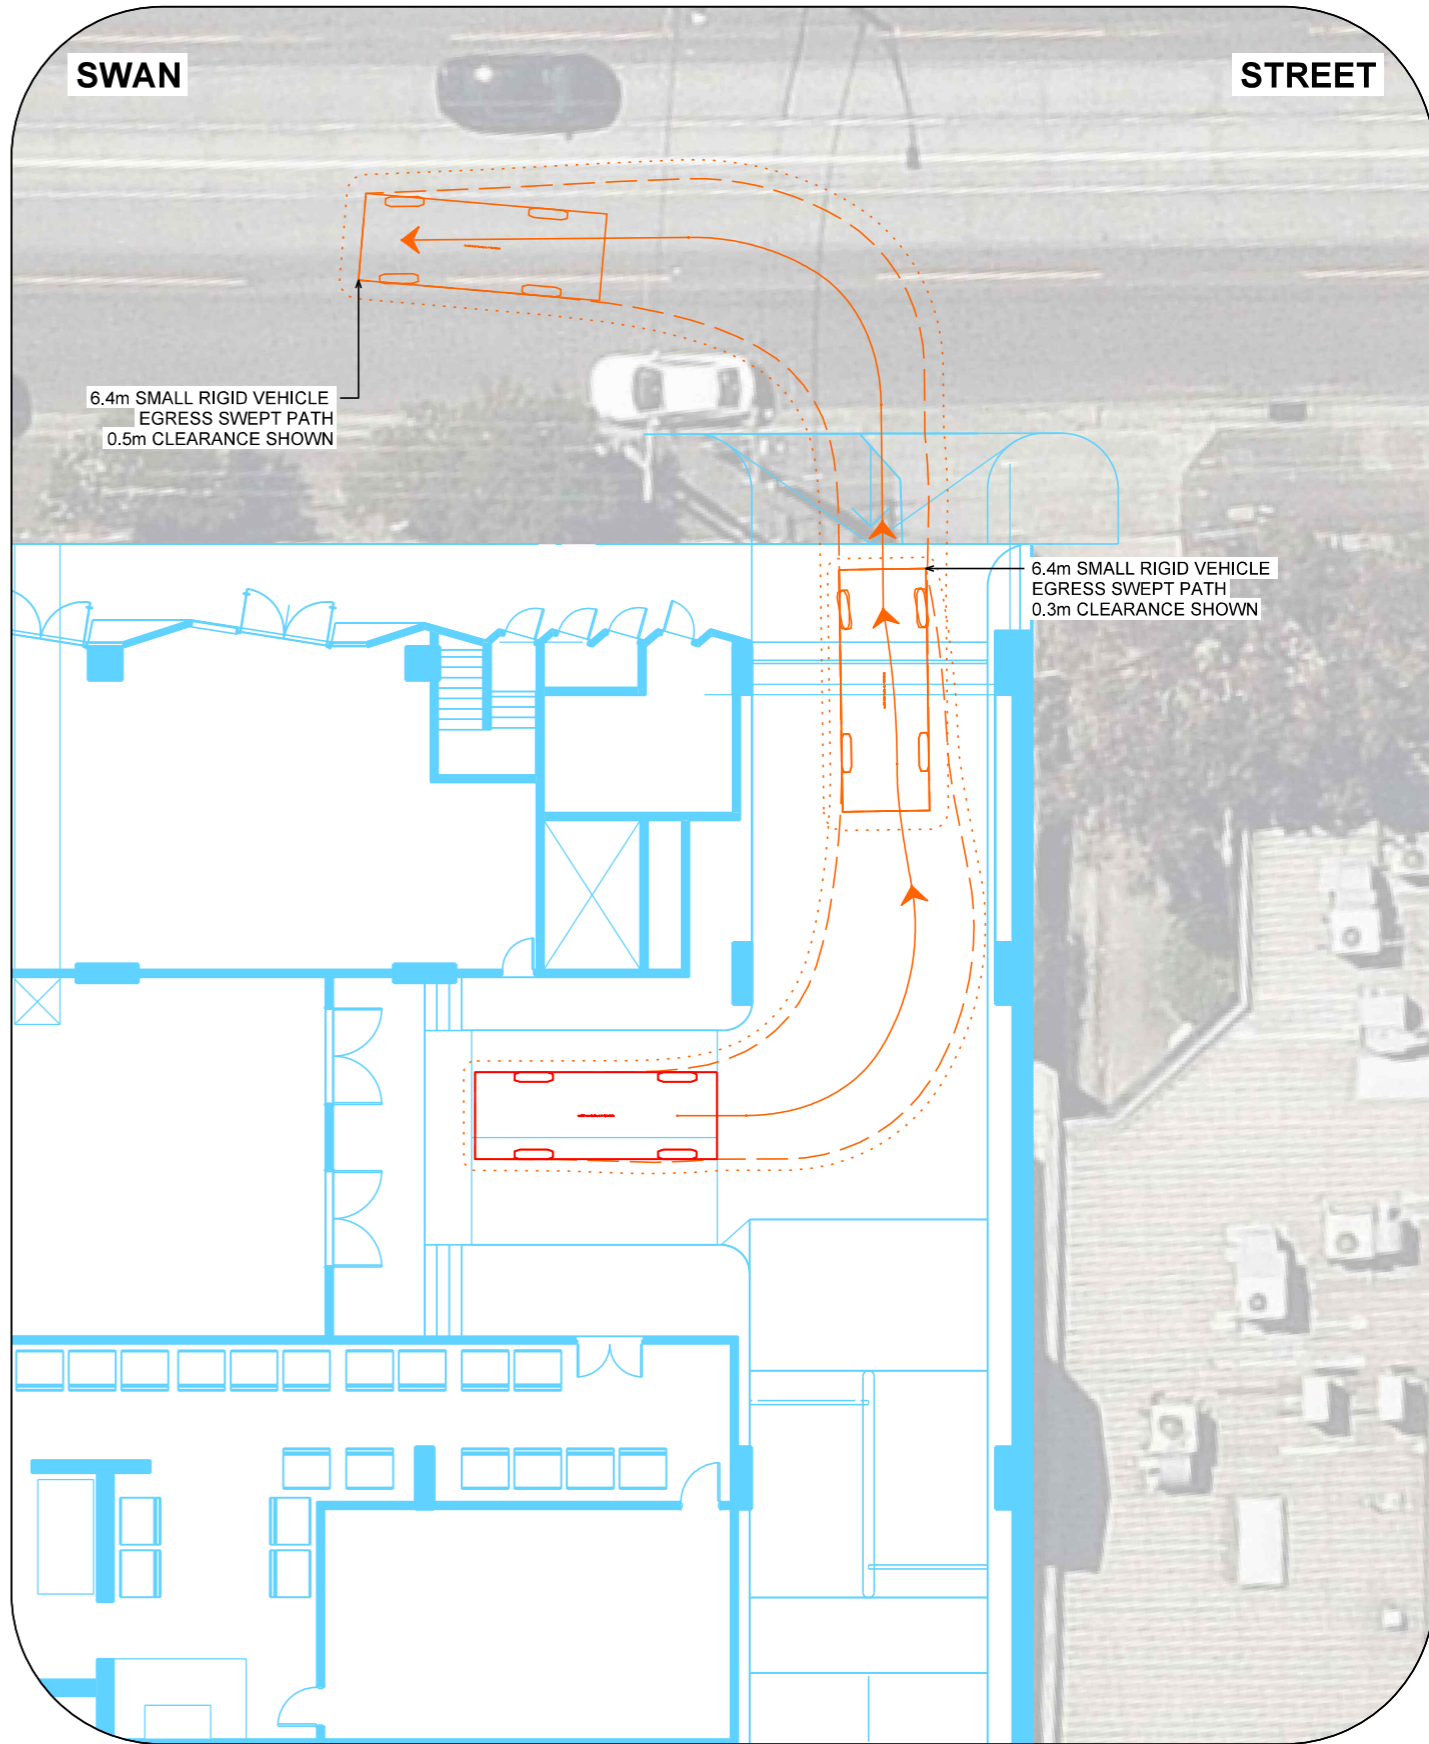 SWAN
STREET
6.4m SMALL RIGID VEHICLE
EGRESS SWEPT PATH
0.5m CLEARANCE SHOWN
6.4m SMALL RIGID VEHICLE
EGRESS SWEPT PATH
0.3m CLEARANCE SHOWN